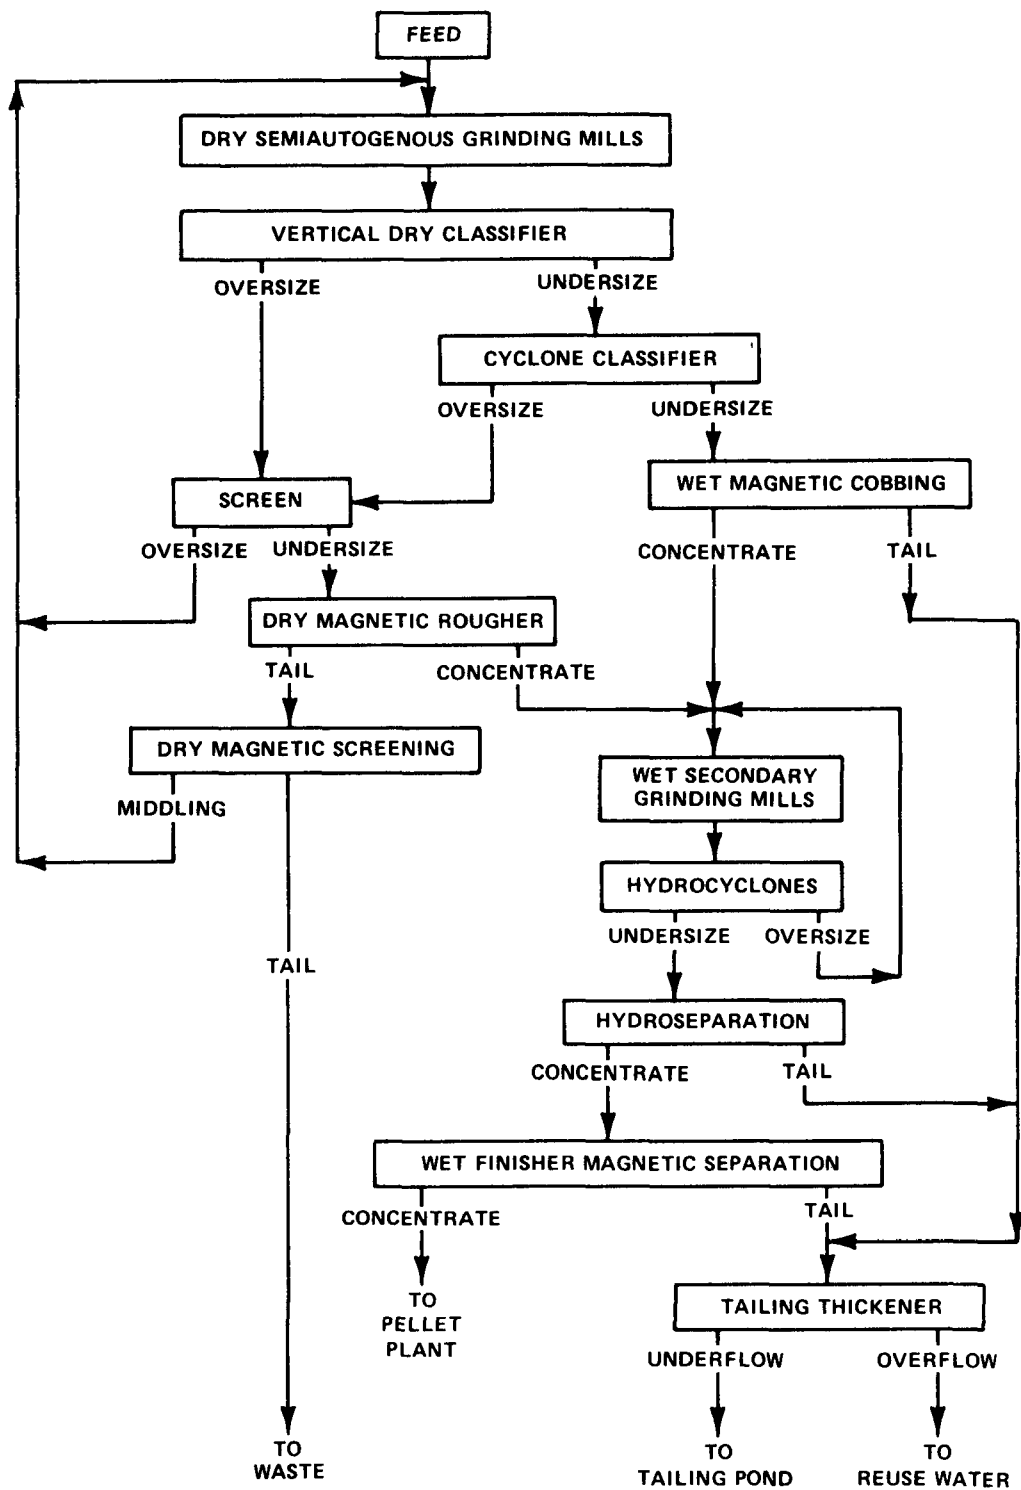 FEED
DRY SEMIAUTOGENOUS GRINDING MILLS
VERTICAL DRY CLASSIFIER
OVERSIZE
UNDERSIZE
CYCLONE CLASSIFIER
OVERSIZE
UNDERSIZE
SCREEN
WET MAGNETIC COBBING
OVERSIZE
UNDERSIZE
CONCENTRATE
TAIL
DRY MAGNETIC ROUGHER
TAIL
CONCENTRATE
DRY MAGNETIC SCREENING
WET SECONDARY
GRINDING MILLS
MIDDLING
HYDROCYCLONES
UNDERSIZE
OVERSIZE
TAIL
HYDROSEPARATION
CONCENTRATE
TAIL
WET FINISHER MAGNETIC SEPARATION
CONCENTRATE
TAIL
TO
PELLET
PLANT
TAILING THICKENER
UNDERFLOW
OVERFLOW
TO
WASTE
TO
TAILING POND
TO
REUSE WATER